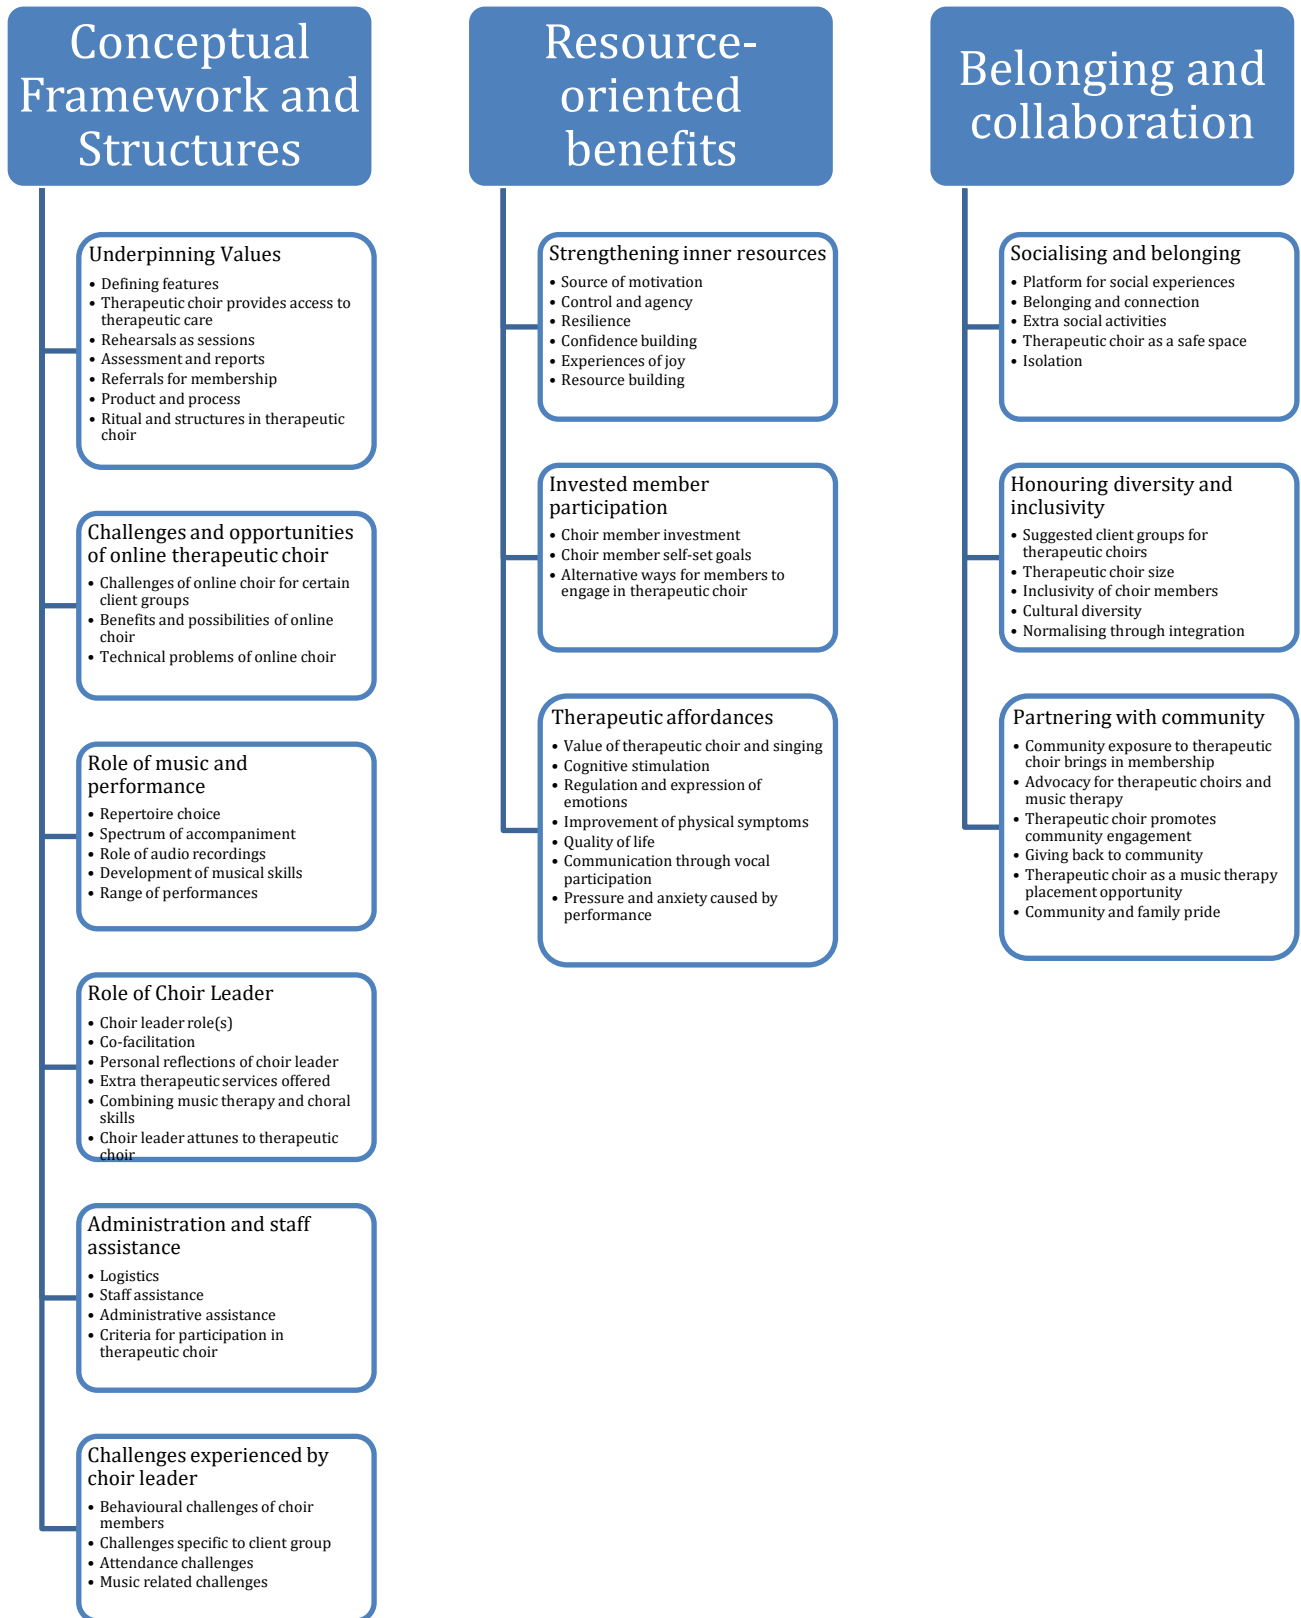 Conceptual
Framework and
Structures
Underpinning Values
• Defining features
• Therapeutic choir provides access to
therapeutic care
• Rehearsals as sessions
• Assessment and reports
• Referrals for membership
• Product and process
• Ritual and structures in therapeutic
choir
Challenges and opportunities
of online therapeutic choir
• Challenges of online choir for certain
client groups
• Benefits and possibilities of online
choir
• Technical problems of online choir
Role of music and
performance
• Repertoire choice
• Spectrum of accompaniment
• Role of audio recordings
• Development of musical skills
• Range of performances
Role of Choir Leader
• Choir leader role(s)
• Co-facilitation
• Personal reflections of choir leader
• Extra therapeutic services offered
• Combining music therapy and choral
skills
• Choir leader attunes to therapeutic
choir
Administration and staff
assistance
• Logistics
• Staff assistance
• Administrative assistance
• Criteria for participation in
therapeutic choir
Challenges experienced by
choir leader
• Behavioural challenges of choir
members
• Challenges specific to client group
• Attendance challenges
• Music related challenges
Resource-
oriented
benefits
Strengthening inner resources
• Source of motivation
• Control and agency
• Resilience
• Confidence building
• Experiences of joy
• Resource building
Invested member
participation
• Choir member investment
• Choir member self-set goals
• Alternative ways for members to
engage in therapeutic choir
Therapeutic affordances
• Value of therapeutic choir and singing
• Cognitive stimulation
• Regulation and expression of
emotions
• Improvement of physical symptoms
• Quality of life
• Communication through vocal
participation
• Pressure and anxiety caused by
performance
Belonging and
collaboration
Socialising and belonging
• Platform for social experiences
• Belonging and connection
• Extra social activities
• Therapeutic choir as a safe space
• Isolation
Honouring diversity and
inclusivity
• Suggested client groups for
therapeutic choirs
• Therapeutic choir size
• Inclusivity of choir members
• Cultural diversity
• Normalising through integration
Partnering with community
• Community exposure to therapeutic
choir brings in membership
• Advocacy for therapeutic choirs and
music therapy
• Therapeutic choir promotes
community engagement
• Giving back to community
• Therapeutic choir as a music therapy
placement opportunity
• Community and family pride